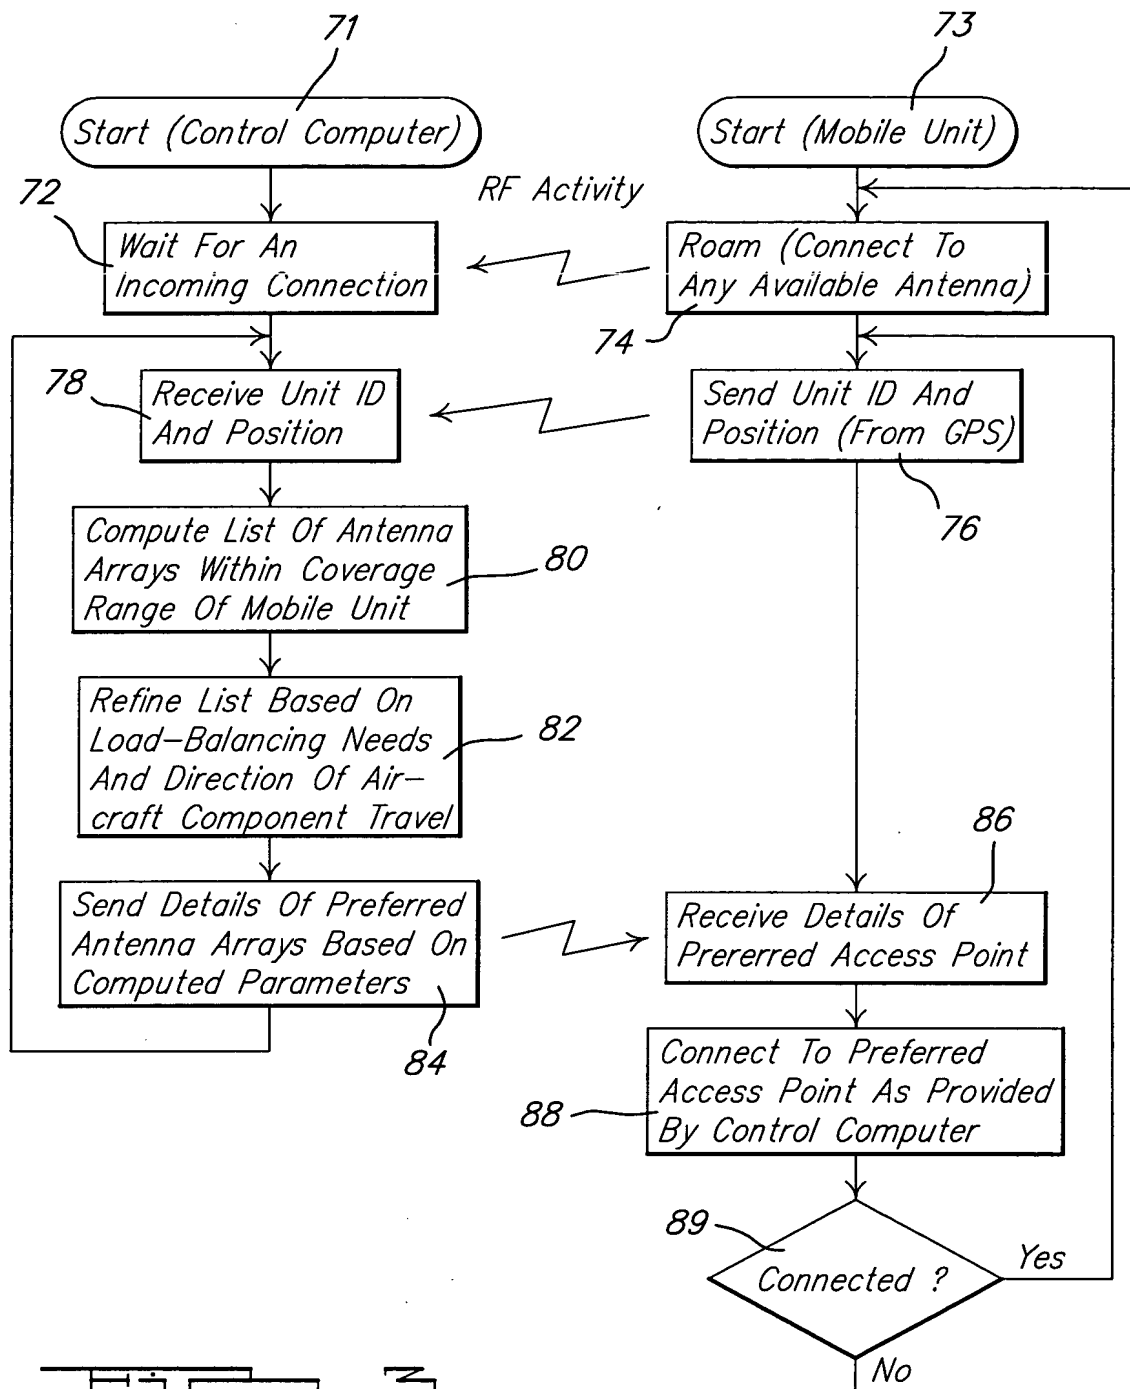 71
Start (Control Computer)
72
Wait For An
Incoming Connection
RF Activity
73
Start (Mobile Unit)
Roam (Connect To
Any Available Antenna)
74
78
Receive Unit ID
And Position
Send Unit ID And
Position (From GPS)
76
Compute List Of Antenna
Arrays Within Coverage
Range Of Mobile Unit
80
Refine List Based On
Load-Balancing Needs
And Direction Of Air-
craft Component Travel
82
Send Details Of Preferred
Antenna Arrays Based On
Computed Parameters
84
86
Receive Details Of
Prererred Access Point
Connect To Preferred
Access Point As Provided
By Control Computer
88
89
Connected ?
Yes
No